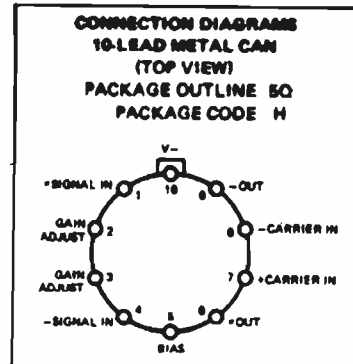 CONNECTION DIAGRAMS
10-LEAD METAL CAN
(TOP VIEW)
PACKAGE OUTLINE 5Q
PACKAGE CODE H
V-
+SIGNAL IN 1 10 9 -OUT
GAIN ADJUST 2 8 -CARRIER IN
GAIN ADJUST 3 7 +CARRIER IN
-SIGNAL IN 4 5 6 +OUT
BIAS